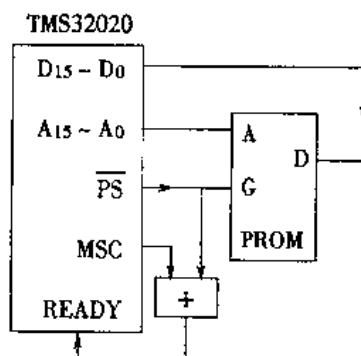 TMS32020
D15 ~ D0
A15 ~ A0
A
D
PS
G
MSC
PROM
+
READY